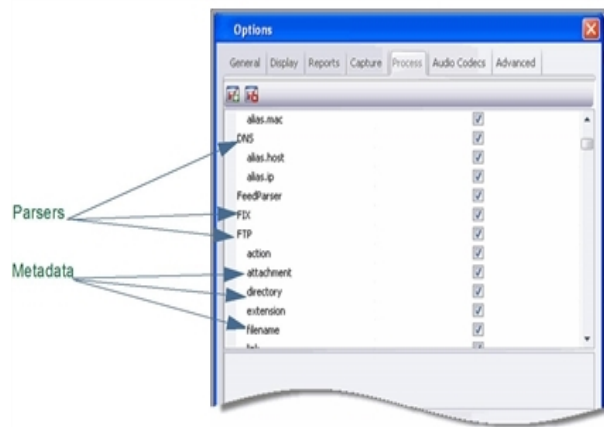 Options
General Display Reports Capture Process Audio Codecs Advanced
alias.mac
DNS
alias.host
alias.ip
FeedParser
FIX
FTP
action
attachment
directory
extension
filename
link
Parsers
Metadata